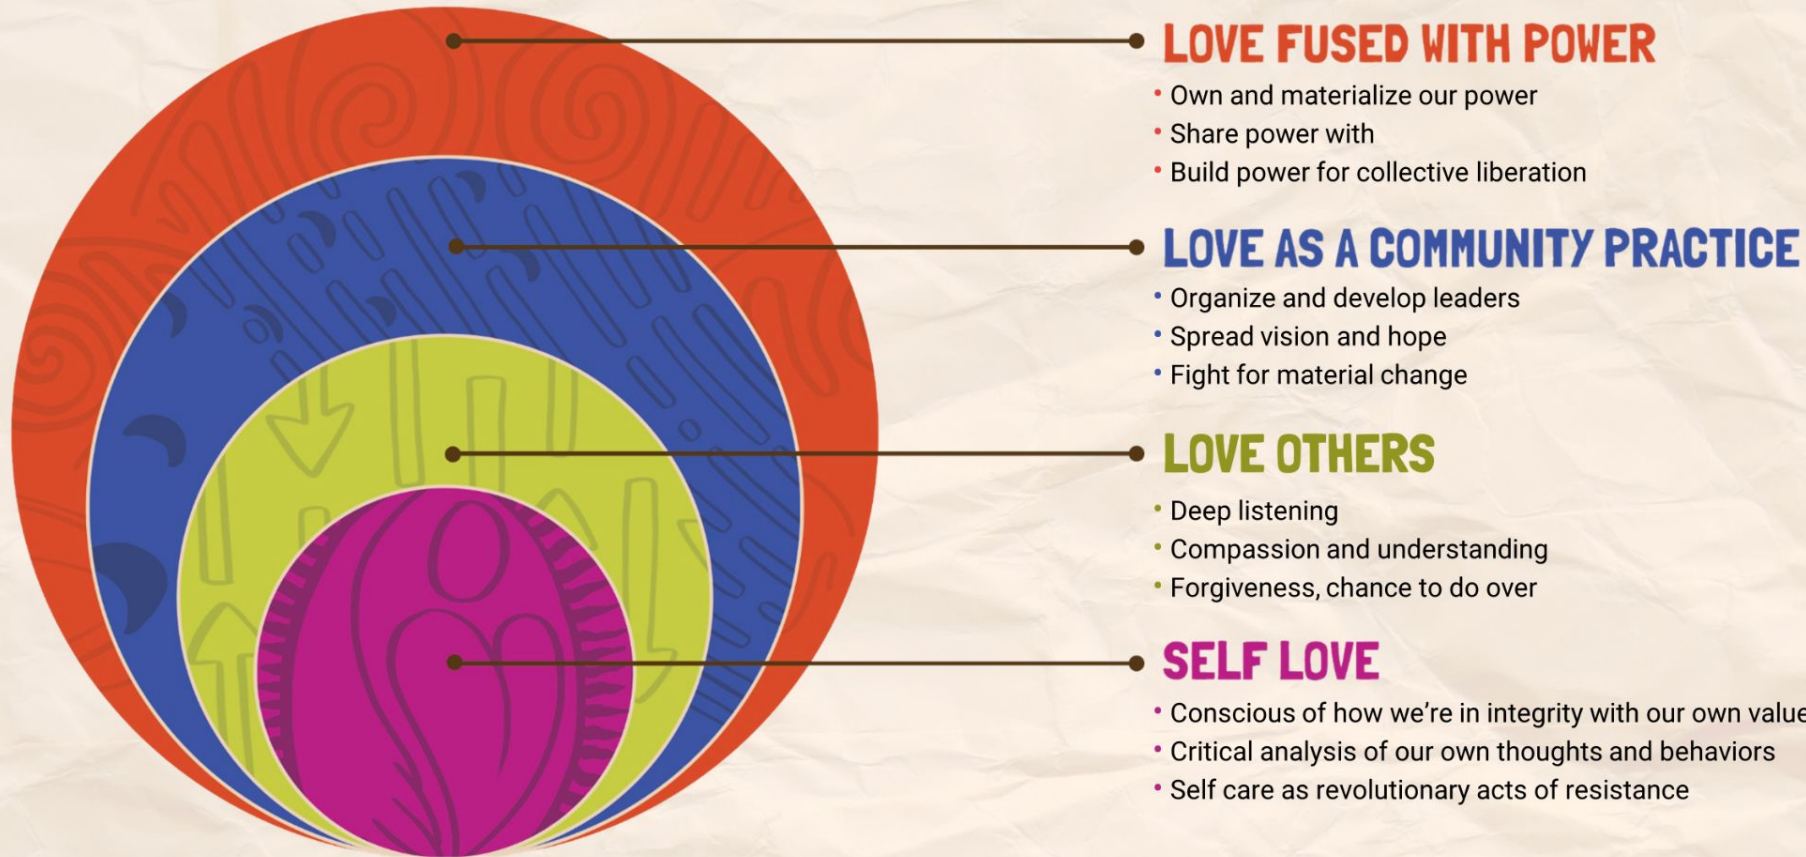 LOVE FUSED WITH POWER
• Own and materialize our power
• Share power with
• Build power for collective liberation
LOVE AS A COMMUNITY PRACTICE
• Organize and develop leaders
• Spread vision and hope
• Fight for material change
LOVE OTHERS
• Deep listening
• Compassion and understanding
• Forgiveness, chance to do over
SELF LOVE
• Conscious of how we're in integrity with our own value
• Critical analysis of our own thoughts and behaviors
• Self care as revolutionary acts of resistance